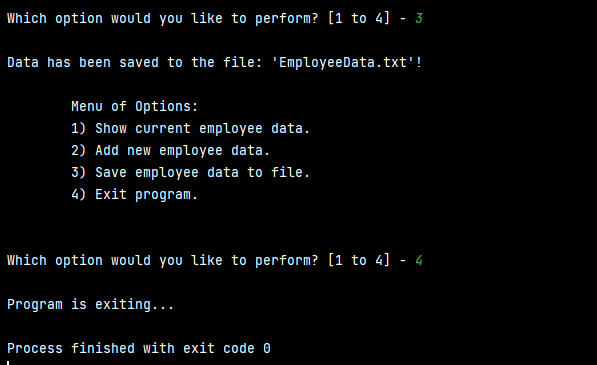 Which option would you like to perform? [1 to 4] - 3
Data has been saved to the file: 'EmployeeData.txt'!
Menu of Options:
1) Show current employee data.
2) Add new employee data.
3) Save employee data to file.
4) Exit program.
Which option would you like to perform? [1 to 4] - 4
Program is exiting...
Process finished with exit code 0